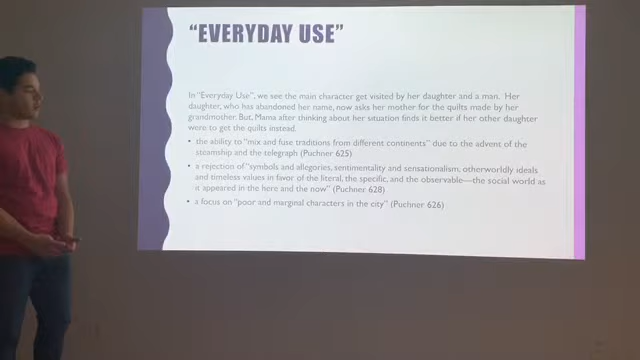 "EVERYDAY USE"
In "Everyday Use", we see the main character get visited by her daughter and a man. Her
daughter, who has abandoned her name, now asks her mother for the quilts made by her
grandmother. But, Mama after thinking about her situation finds it better if her other daughter
were to get the quilts instead.
• the ability to "mix and fuse traditions from different continents" due to the advent of the
steamship and the telegraph (Puchner 625)
• a rejection of "symbols and allegories, sentimentality and sensationalism, otherworldly ideals
and timeless values in favor of the literal, the specific, and the observable—the social world as
it appeared in the here and the now" (Puchner 628)
• a focus on "poor and marginal characters in the city" (Puchner 626)